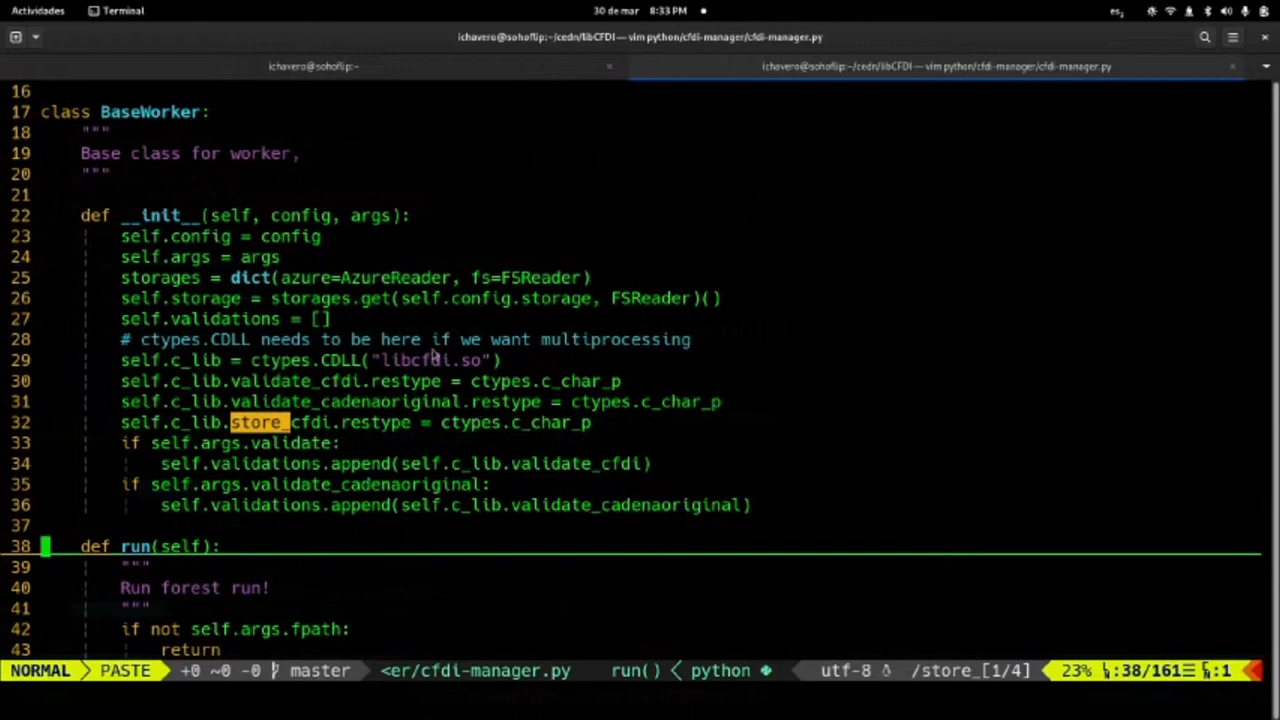 Actividades Terminal 30 de mar 8:33 PM es₂
ichavero@sohoflip:~/cedn/libCFDI — vim python/cfdi-manager/cfdi-manager.py
ichavero@sohoflip:~ ichavero@sohoflip:~/cedn/libCFDI — vim python/cfdi-manager/cfdi-manager.py
16
17 class BaseWorker:
18 """
19 Base class for worker,
20 """
21
22 def __init__(self, config, args):
23 self.config = config
24 self.args = args
25 storages = dict(azure=AzureReader, fs=FSReader)
26 self.storage = storages.get(self.config.storage, FSReader)()
27 self.validations = []
28 # ctypes.CDLL needs to be here if we want multiprocessing
29 self.c_lib = ctypes.CDLL("libcfdi.so")
30 self.c_lib.validate_cfdi.restype = ctypes.c_char_p
31 self.c_lib.validate_cadenaoriginal.restype = ctypes.c_char_p
32 self.c_lib.store_cfdi.restype = ctypes.c_char_p
33 if self.args.validate:
34 self.validations.append(self.c_lib.validate_cfdi)
35 if self.args.validate_cadenaoriginal:
36 self.validations.append(self.c_lib.validate_cadenaoriginal)
37
38 def run(self):
39 """
40 Run forest run!
41 """
42 if not self.args.fpath:
43 return
NORMAL PASTE +0 ~0 -0 master <er/cfdi-manager.py run() python utf-8 /store_[1/4] 23% :38/161 :1